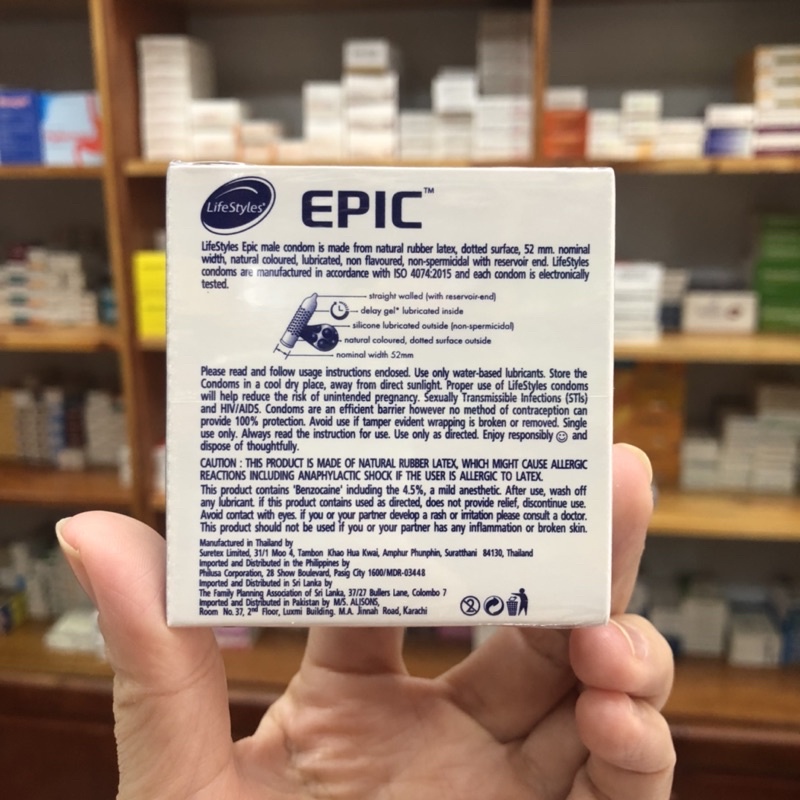 LifeStyles®
EPIC™
LifeStyles Epic male condom is made from natural rubber latex, dotted surface, 52 mm. nominal
width, natural coloured, lubricated, non flavoured, non-spermicidal with reservoir end. LifeStyles
condoms are manufactured in accordance with ISO 4074:2015 and each condom is electronically
tested.
straight walled (with reservoir-end)
delay gel* lubricated inside
silicone lubricated outside (non-spermicidal)
natural coloured, dotted surface outside
nominal width 52mm
Please read and follow usage instructions enclosed. Use only water-based lubricants. Store the
Condoms in a cool dry place, away from direct sunlight. Proper use of LifeStyles condoms
will help reduce the risk of unintended pregnancy. Sexually Transmissible Infections (STIs)
and HIV/AIDS. Condoms are an efficient barrier however no method of contraception can
provide 100% protection. Avoid use if tamper evident wrapping is broken or removed. Single
use only. Always read the instruction for use. Use only as directed. Enjoy responsibly ☺ and
dispose of thoughtfully.
CAUTION : THIS PRODUCT IS MADE OF NATURAL RUBBER LATEX, WHICH MIGHT CAUSE ALLERGIC
REACTIONS INCLUDING ANAPHYLACTIC SHOCK IF THE USER IS ALLERGIC TO LATEX.
This product contains 'Benzocaine' including the 4.5%, a mild anesthetic. After use, wash off
any lubricant. if this product contains used as directed, does not provide relief, discontinue use.
Avoid contact with eyes. if you or your partner develop a rash or irritation please consult a doctor.
This product should not be used if you or your partner has any inflammation or broken skin.
Manufactured in Thailand by
Suretex Limited, 31/1 Moo 4, Tambon Khao Hua Kwai, Amphur Phunphin, Suratthani 84130, Thailand
Imported and Distributed in the Philippines by
Philusa Corporation, 28 Show Boulevard, Pasig City 1600/MDR-03448
Imported and Distributed in Sri Lanka by
The Family Planning Association of Sri Lanka, 37/27 Bullers Lane, Colombo 7
Imported and Distributed in Pakistan by M/S. ALISONS,
Room No. 37, 2nd Floor, Luxmi Building. M.A. Jinnah Road, Karachi